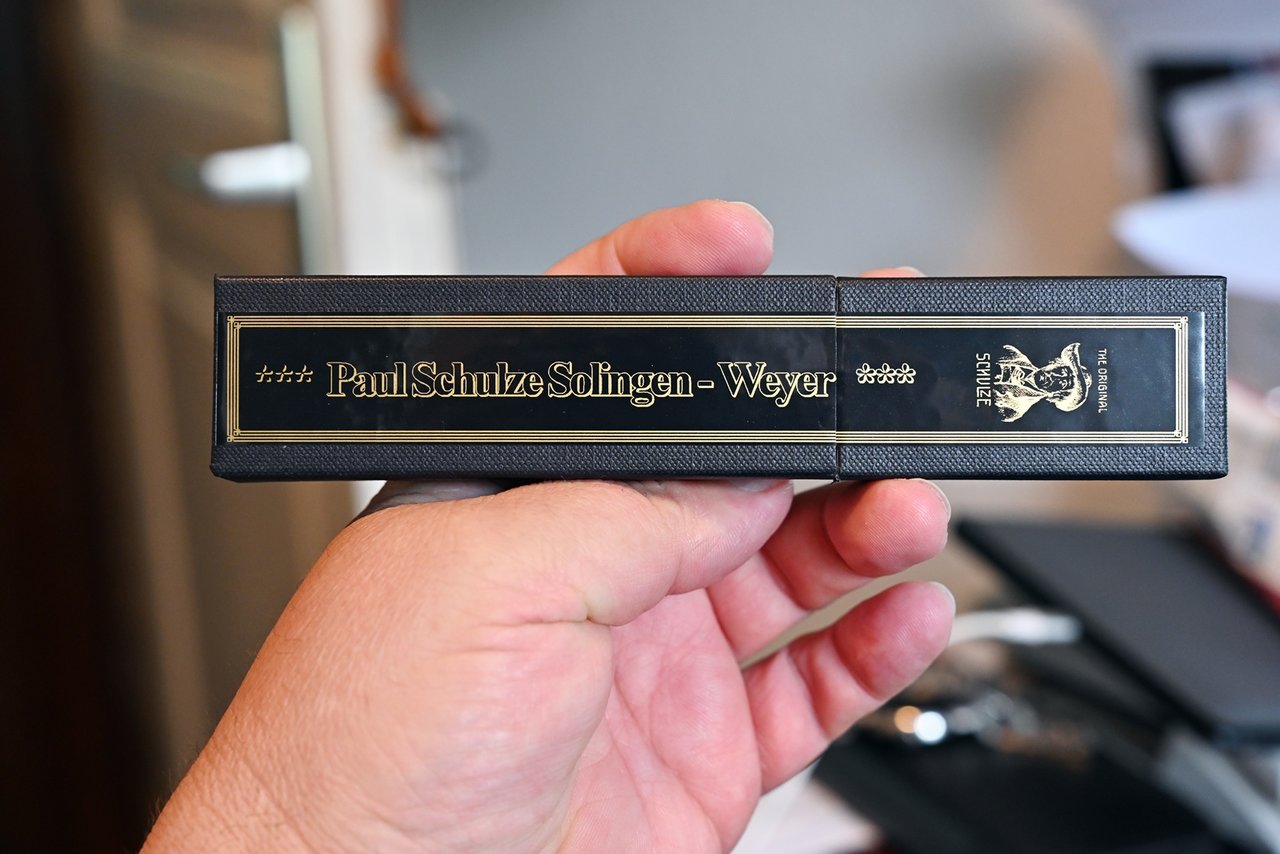 *** Paul Schulze Solingen - Weyer ***
THE ORIGINAL
SCHULZE